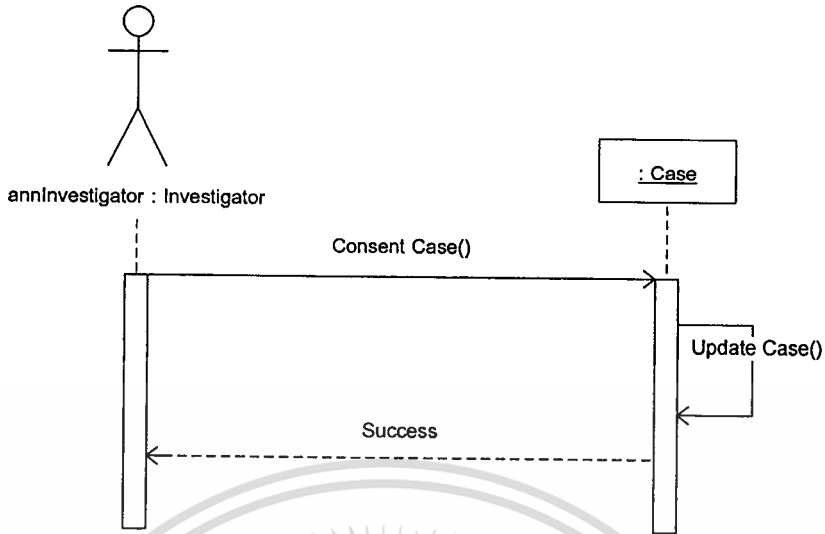 : Case
annInvestigator : Investigator
Consent Case()
Update Case()
Success